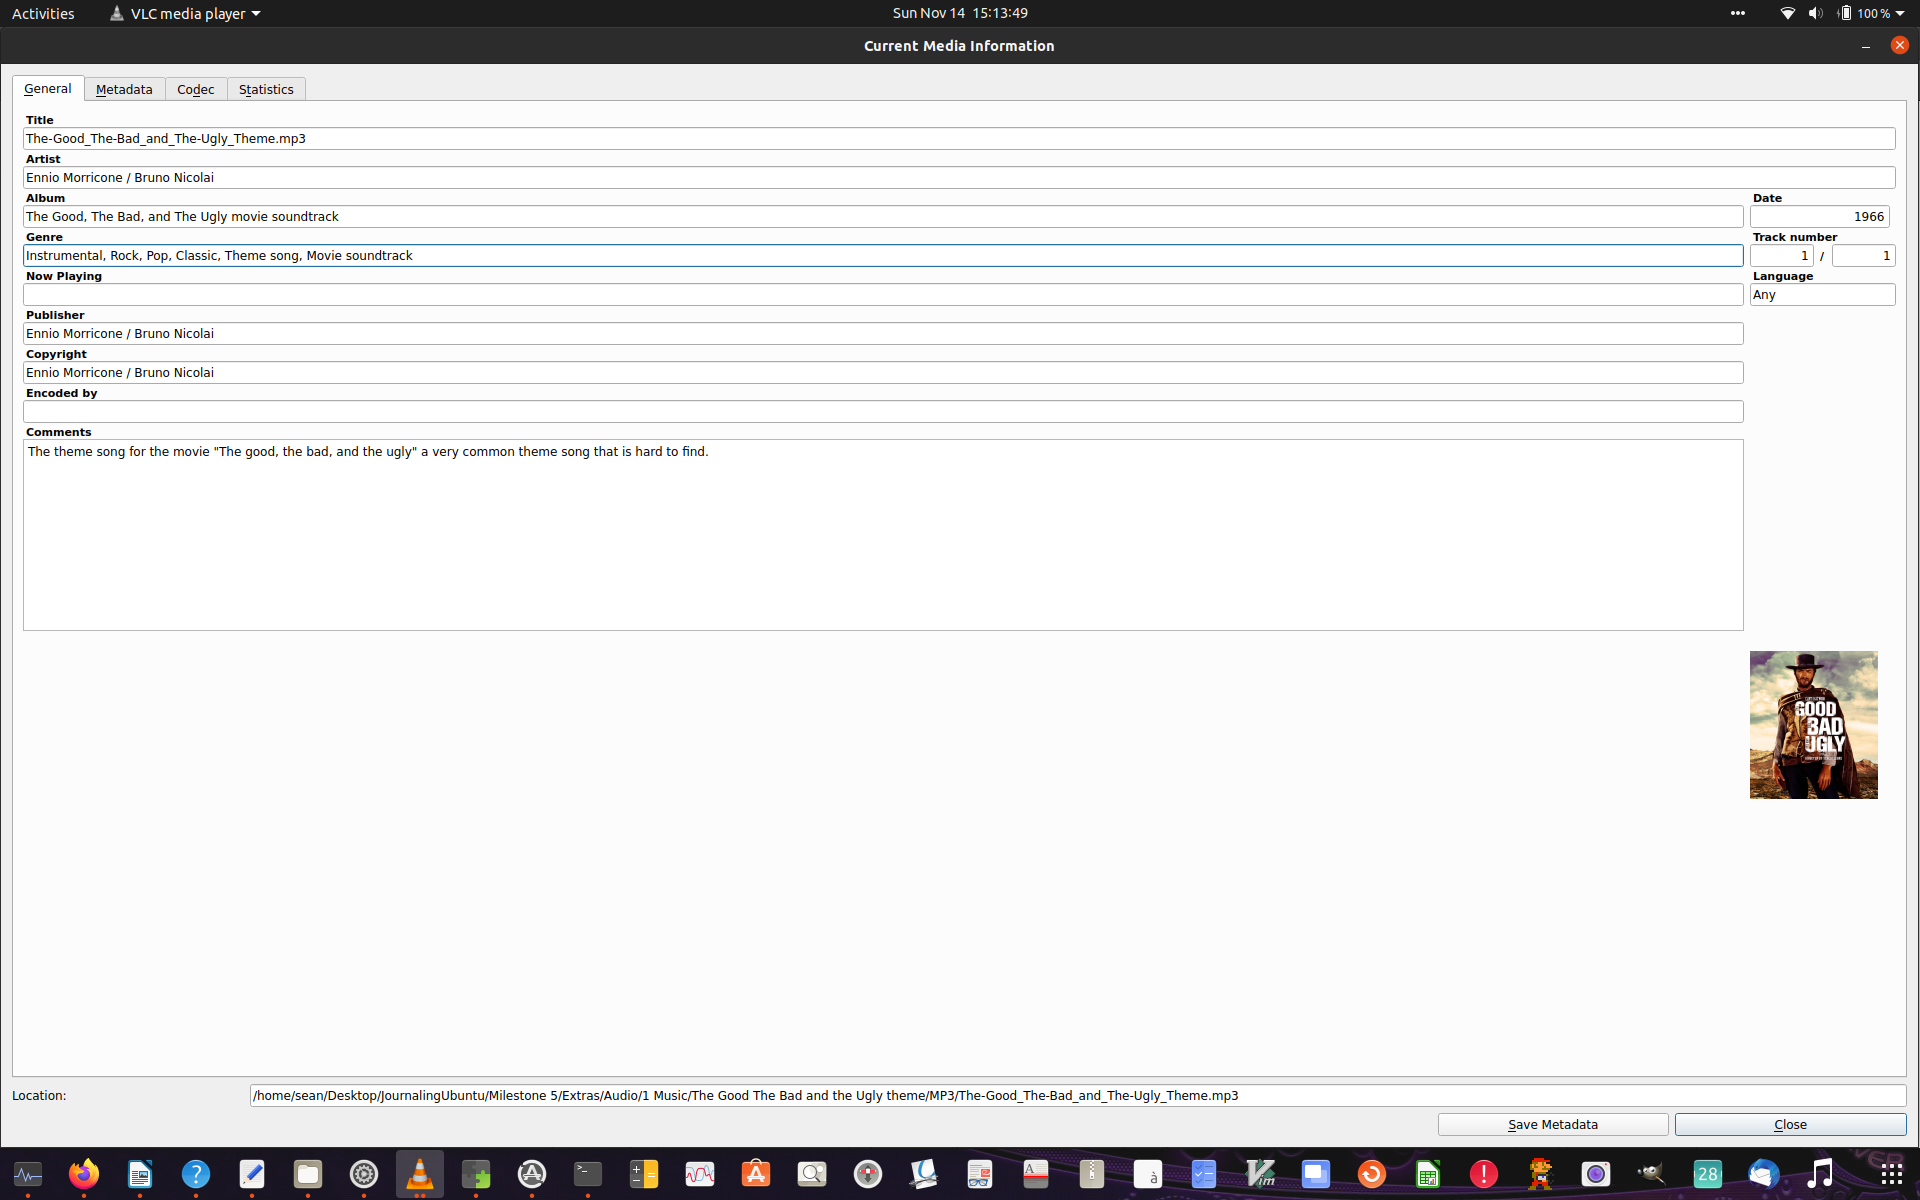 Activities VLC media player Sun Nov 14 15:13:49 100 %
Current Media Information
General Metadata Codec Statistics
Title
The-Good_The-Bad_and_The-Ugly_Theme.mp3
Artist
Ennio Morricone / Bruno Nicolai
Album Date
The Good, The Bad, and The Ugly movie soundtrack 1966
Genre Track number
Instrumental, Rock, Pop, Classic, Theme song, Movie soundtrack 1 / 1
Now Playing Language
Any
Publisher
Ennio Morricone / Bruno Nicolai
Copyright
Ennio Morricone / Bruno Nicolai
Encoded by
Comments
The theme song for the movie "The good, the bad, and the ugly" a very common theme song that is hard to find.
GOOD
BAD
UGLY
Location: /home/sean/Desktop/JournalingUbuntu/Milestone 5/Extras/Audio/1 Music/The Good The Bad and the Ugly theme/MP3/The-Good_The-Bad_and_The-Ugly_Theme.mp3
Save Metadata Close
? A >_ A à Vim ! 28